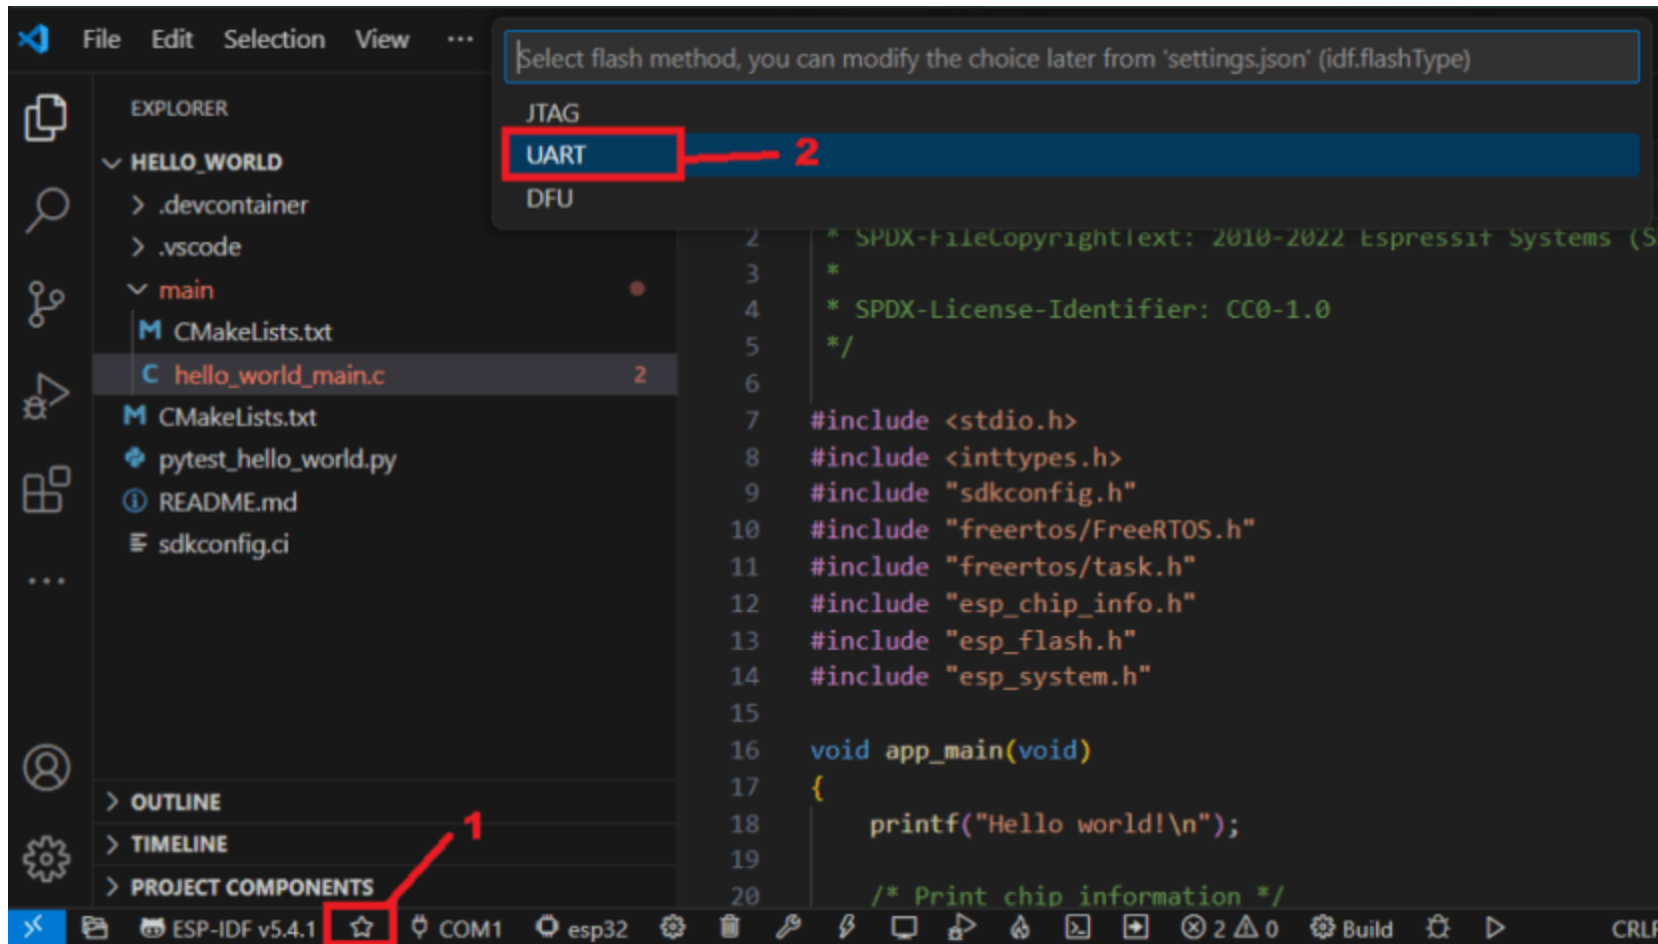 File Edit Selection View ···
Select flash method, you can modify the choice later from 'settings.json' (idf.flashType)
JTAG
UART
2
DFU
EXPLORER
HELLO_WORLD
.devcontainer
.vscode
main
CMakeLists.txt
hello_world_main.c 2
CMakeLists.txt
pytest_hello_world.py
README.md
sdkconfig.ci
OUTLINE
TIMELINE
PROJECT COMPONENTS
1
2 * SPDX-FileCopyrightText: 2010-2022 Espressif Systems (S
3 *
4 * SPDX-License-Identifier: CC0-1.0
5 */
6
7 #include <stdio.h>
8 #include <inttypes.h>
9 #include "sdkconfig.h"
10 #include "freertos/FreeRTOS.h"
11 #include "freertos/task.h"
12 #include "esp_chip_info.h"
13 #include "esp_flash.h"
14 #include "esp_system.h"
15
16 void app_main(void)
17 {
18 printf("Hello world!\n");
19
20 /* Print chip information */
ESP-IDF v5.4.1 COM1 esp32 2 0 Build CRLF